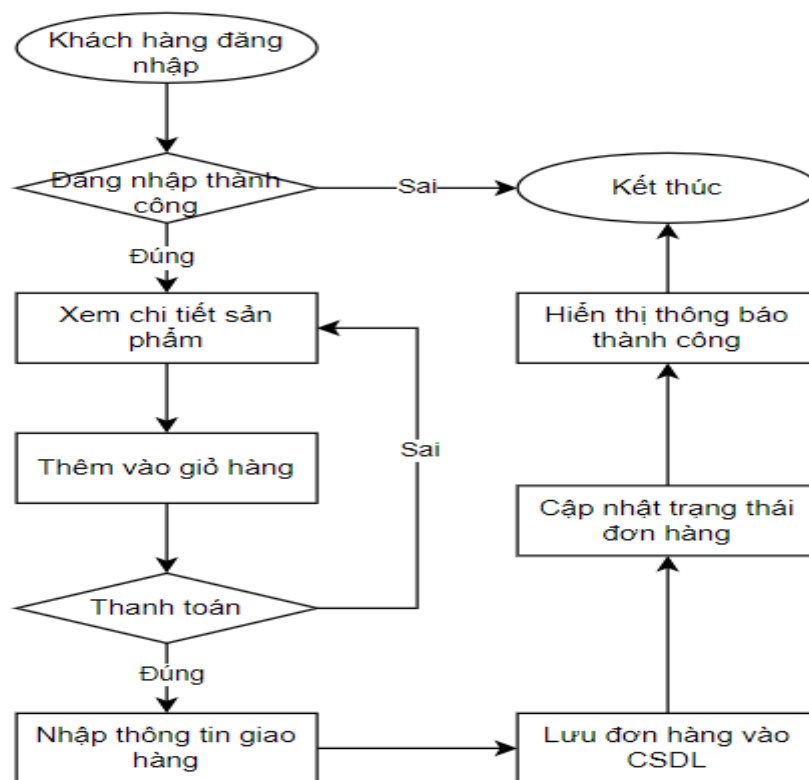 Khách hàng đăng
nhập
Đăng nhập thành
công
Sai
Kết thúc
Đúng
Xem chi tiết sản
phẩm
Hiển thị thông báo
thành công
Thêm vào giỏ hàng
Sai
Cập nhật trạng thái
đơn hàng
Thanh toán
Đúng
Nhập thông tin giao
hàng
Lưu đơn hàng vào
CSDL